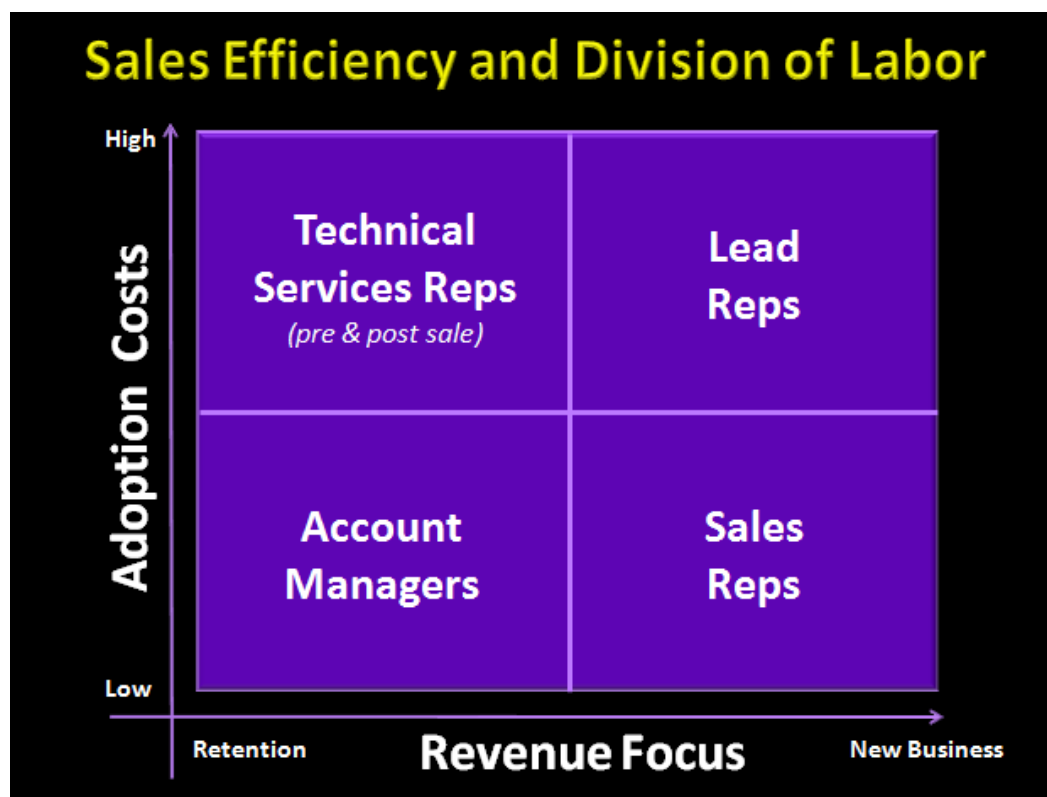 Sales Efficiency and Division of Labor
High
Technical
Services Reps
(pre & post sale)
Lead
Reps
Adoption Costs
Account
Managers
Sales
Reps
Low
Retention
Revenue Focus
New Business